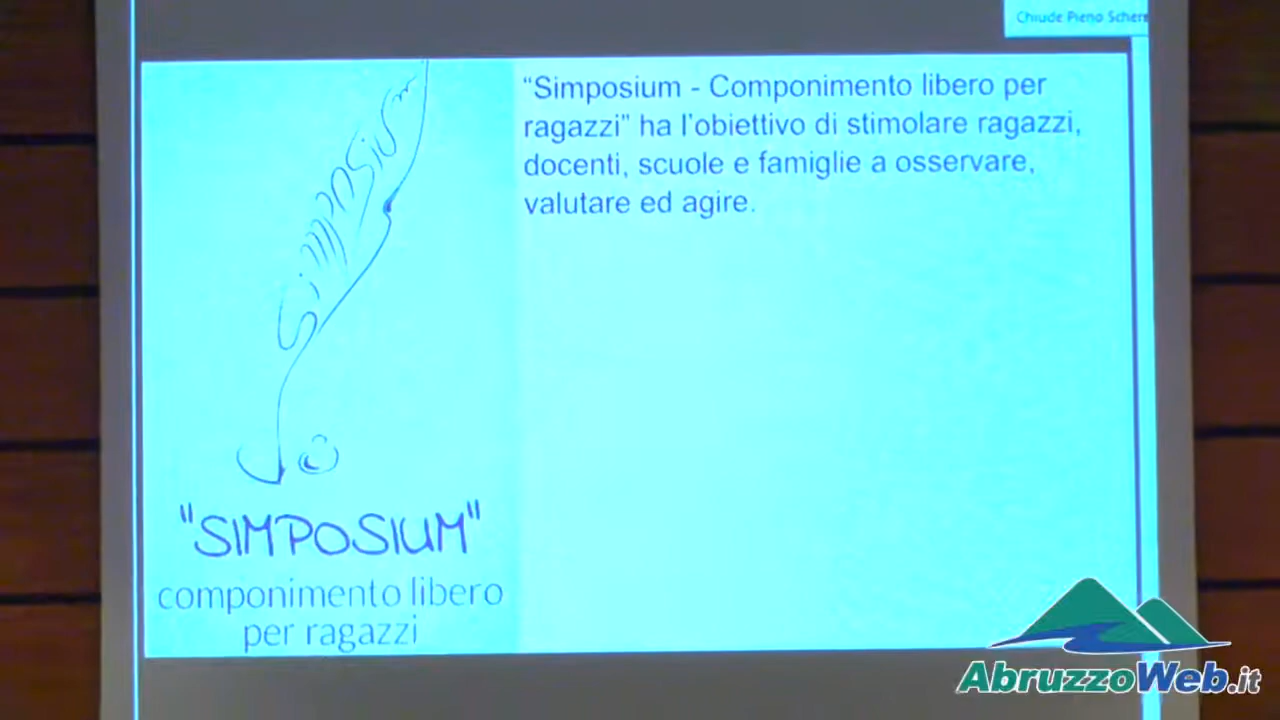 Chiude Pieno Scherm
"Simposium - Componimento libero per
ragazzi" ha l'obiettivo di stimolare ragazzi,
docenti, scuole e famiglie a osservare,
valutare ed agire.
Simposium
"SIMPOSIUM"
componimento libero
per ragazzi
AbruzzoWeb.it